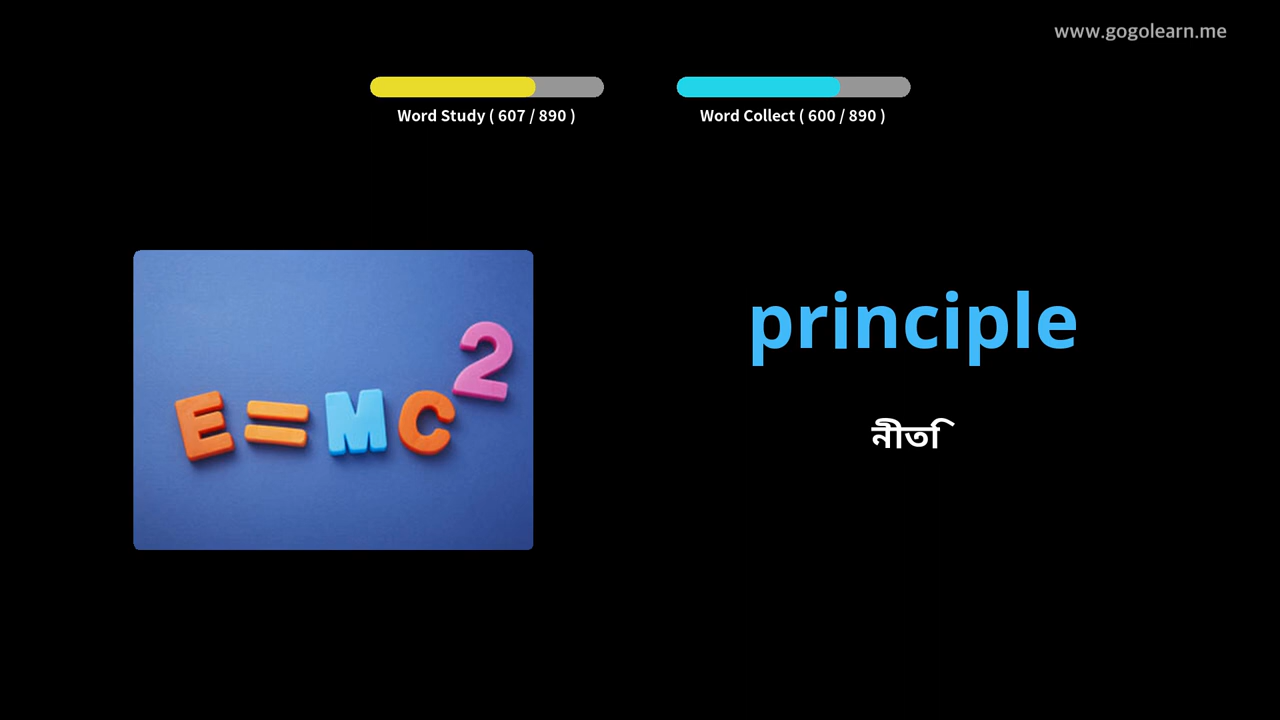 www.gogolearn.me
Word Study ( 607 / 890 )
Word Collect ( 600 / 890 )
E=MC2
principle
নীতি